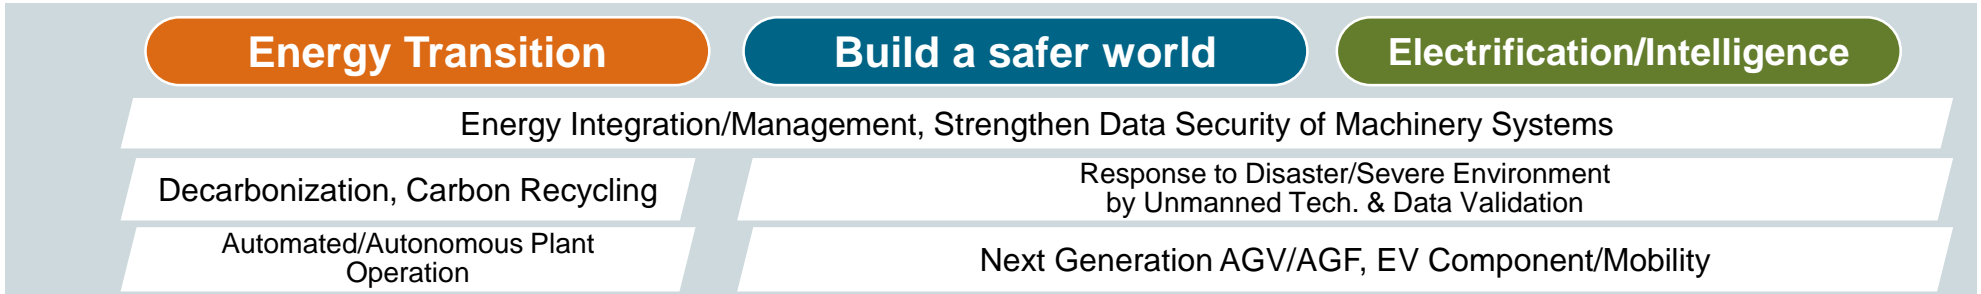 Energy Transition
Build a safer world
Electrification/Intelligence
Energy Integration/Management, Strengthen Data Security of Machinery Systems
Decarbonization, Carbon Recycling
Response to Disaster/Severe Environment
by Unmanned Tech. & Data Validation
Automated/Autonomous Plant
Operation
Next Generation AGV/AGF, EV Component/Mobility